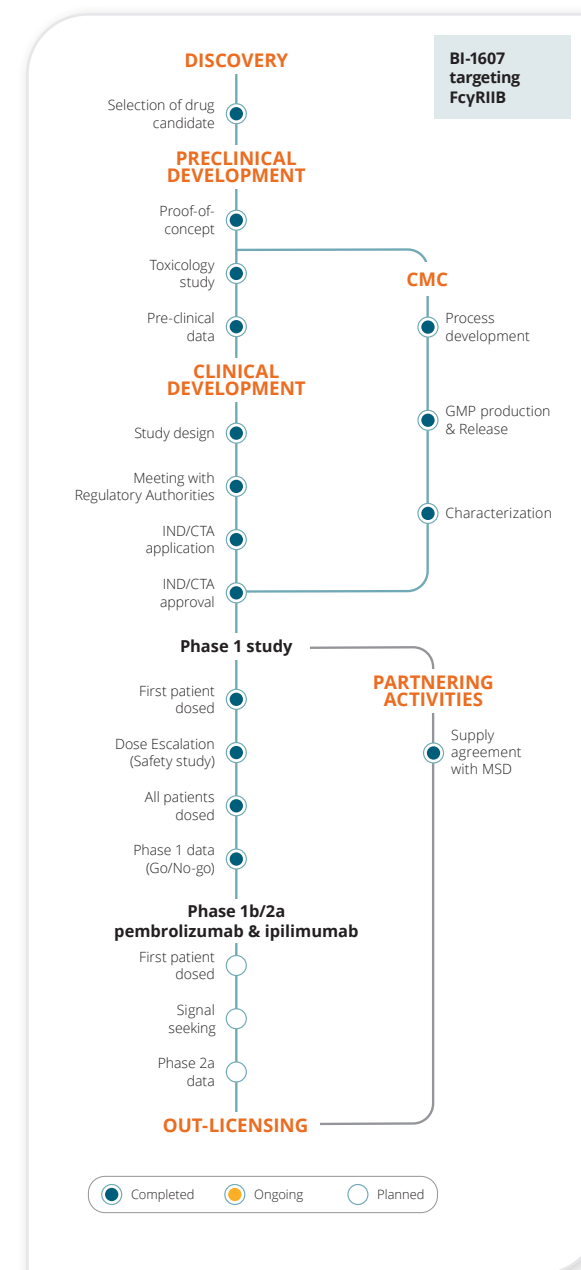 BI-1607
targeting
FcγRIIB
DISCOVERY
Selection of drug
candidate
PRECLINICAL
DEVELOPMENT
Proof-of-
concept
Toxicology
study
Pre-clinical
data
CMC
Process
development
GMP production
& Release
Characterization
CLINICAL
DEVELOPMENT
Study design
Meeting with
Regulatory Authorities
IND/CTA
application
IND/CTA
approval
Phase 1 study
First patient
dosed
Dose Escalation
(Safety study)
All patients
dosed
Phase 1 data
(Go/No-go)
PARTNERING
ACTIVITIES
Supply
agreement
with MSD
Phase 1b/2a
pembrolizumab & ipilimumab
First patient
dosed
Signal
seeking
Phase 2a
data
OUT-LICENSING
Completed
Ongoing
Planned